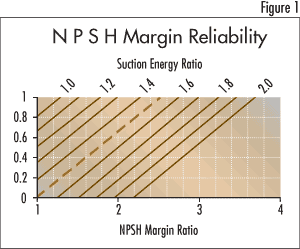 Figure 1
N P S H Margin Reliability
Suction Energy Ratio
1.0 1.2 1.4 1.6 1.8 2.0
1
0.8
0.6
0.4
0.2
0
1 2 3 4
NPSH Margin Ratio